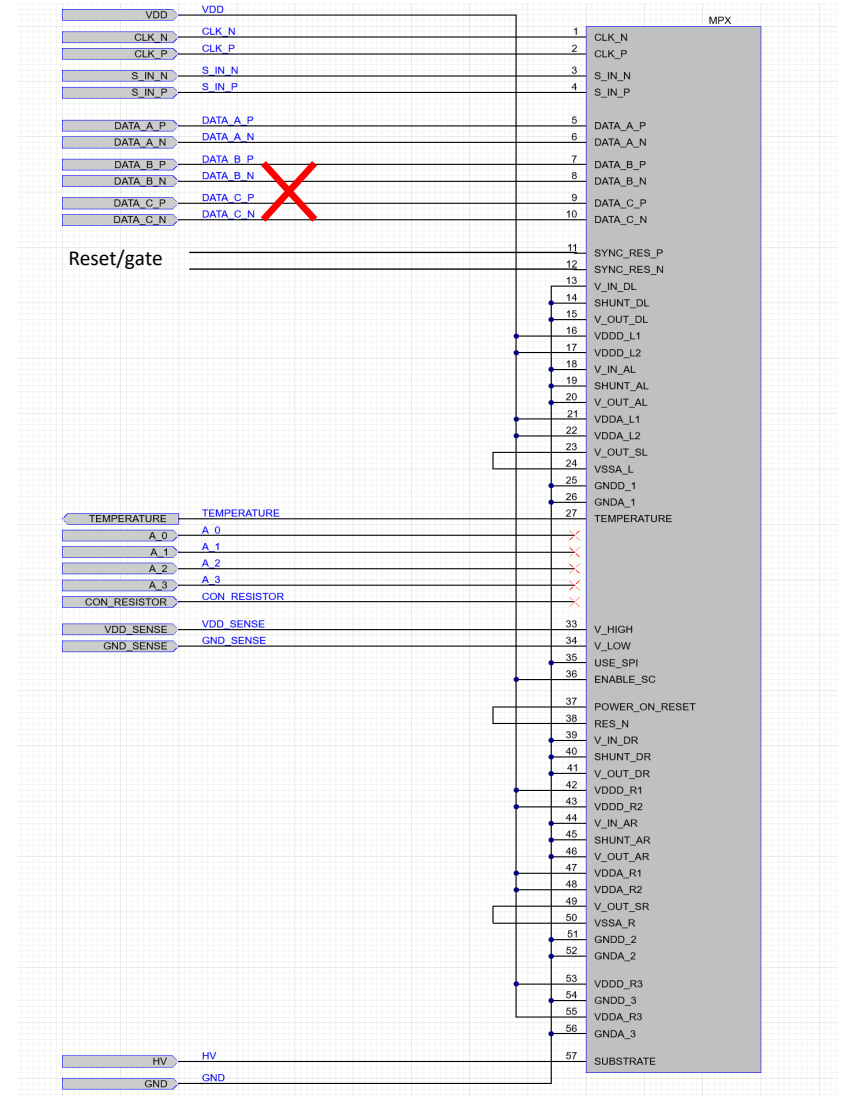 VDD VDD
MPX
CLK_N CLK_N 1 CLK_N
CLK_P CLK_P 2 CLK_P
S_IN_N S_IN_N 3 S_IN_N
S_IN_P S_IN_P 4 S_IN_P
DATA_A_P DATA_A_P 5 DATA_A_P
DATA_A_N DATA_A_N 6 DATA_A_N
DATA_B_P DATA_B_P 7 DATA_B_P
DATA_B_N DATA_B_N 8 DATA_B_N
DATA_C_P DATA_C_P 9 DATA_C_P
DATA_C_N DATA_C_N 10 DATA_C_N
Reset/gate 11 SYNC_RES_P
12 SYNC_RES_N
13 V_IN_DL
14 SHUNT_DL
15 V_OUT_DL
16 VDDD_L1
17 VDDD_L2
18 V_IN_AL
19 SHUNT_AL
20 V_OUT_AL
21 VDDA_L1
22 VDDA_L2
23 V_OUT_SL
24 VSSA_L
25 GNDD_1
26 GNDA_1
TEMPERATURE TEMPERATURE 27 TEMPERATURE
A_0 A_0
A_1 A_1
A_2 A_2
A_3 A_3
CON_RESISTOR CON_RESISTOR
VDD_SENSE VDD_SENSE 33 V_HIGH
GND_SENSE GND_SENSE 34 V_LOW
35 USE_SPI
36 ENABLE_SC
37 POWER_ON_RESET
38 RES_N
39 V_IN_DR
40 SHUNT_DR
41 V_OUT_DR
42 VDDD_R1
43 VDDD_R2
44 V_IN_AR
45 SHUNT_AR
46 V_OUT_AR
47 VDDA_R1
48 VDDA_R2
49 V_OUT_SR
50 VSSA_R
51 GNDD_2
52 GNDA_2
53 VDDD_R3
54 GNDD_3
55 VDDA_R3
56 GNDA_3
HV HV 57 SUBSTRATE
GND GND